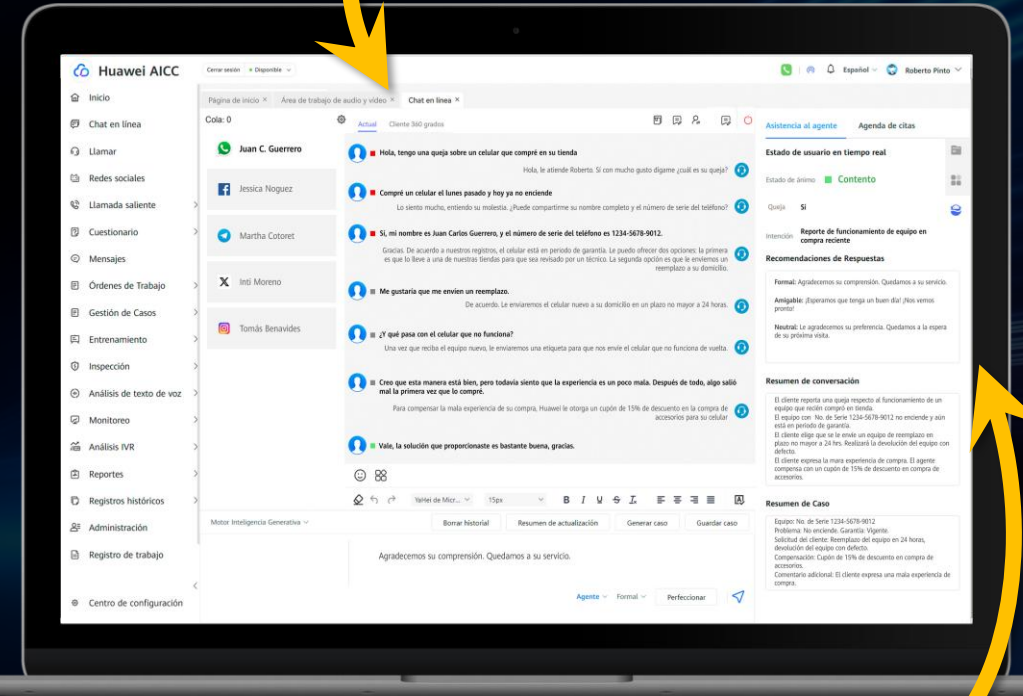 Huawei AICC
Cerrar sesión
Disponible
Español
Roberto Pinto
Inicio
Chat en línea
Llamar
Redes sociales
Llamada saliente
Cuestionario
Mensajes
Órdenes de Trabajo
Gestión de Casos
Entrenamiento
Inspección
Análisis de texto de voz
Monitoreo
Análisis IVR
Reportes
Registros históricos
Administración
Registro de trabajo
Centro de configuración
Página de inicio ×
Área de trabajo de audio y video ×
Chat en línea ×
Cola: 0
Juan C. Guerrero
Jessica Noguez
Martha Cotoret
Inti Moreno
Tomás Benavides
Actual
Cliente 360 grados
Hola, tengo una queja sobre un celular que compré en su tienda
Hola, le atiende Roberto. Sí con mucho gusto dígame ¿cuál es su queja?
Compré un celular el lunes pasado y hoy ya no enciende
Lo siento mucho, entiendo su molestia. ¿Puede compartirme su nombre completo y el número de serie del teléfono?
Sí, mi nombre es Juan Carlos Guerrero, y el número de serie del teléfono es 1234-5678-9012.
Gracias. De acuerdo a nuestros registros, el celular está en periodo de garantía. Le puedo ofrecer dos opciones: la primera
es que lo lleve a una de nuestras tiendas para que sea revisado por un técnico. La segunda opción es que le enviemos un
reemplazo a su domicilio.
Me gustaría que me envíen un reemplazo.
De acuerdo. Le enviaremos el celular nuevo a su domicilio en un plazo no mayor a 24 horas.
¿Y qué pasa con el celular que no funciona?
Una vez que reciba el equipo nuevo, le enviaremos una etiqueta para que nos envíe el celular que no funciona de vuelta.
Creo que esta manera está bien, pero todavía siento que la experiencia es un poco mala. Después de todo, algo salió
mal la primera vez que lo compré.
Para compensar la mala experiencia de su compra, Huawei le otorga un cupón de 15% de descuento en la compra de
accesorios para su celular
Vale, la solución que proporcionaste es bastante buena, gracias.
YaHei de Micr...
15px
B I U S I
Motor Inteligencia Generativa
Borrar historial
Resumen de actualización
Generar caso
Guardar caso
Agradecemos su comprensión. Quedamos a su servicio.
Agente
Formal
Perfeccionar
Asistencia al agente
Agenda de citas
Estado de usuario en tiempo real
Estado de ánimo
Contento
Queja
Sí
Intención
Reporte de funcionamiento de equipo en
compra reciente
Recomendaciones de Respuestas
Formal: Agradecemos su comprensión. Quedamos a su servicio.
Amigable: ¡Esperamos que tenga un buen día! ¡Nos vemos
pronto!
Neutral: Le agradecemos su preferencia. Quedamos a la espera
de su próxima visita.
Resumen de conversación
El cliente reporta una queja respecto al funcionamiento de un
equipo que recién compró en tienda.
El equipo con No. de Serie 1234-5678-9012 no enciende y aún
está en periodo de garantía.
El cliente elige que se le envie un equipo de reemplazo en
plazo no mayor a 24 hrs. Realizará la devolución del equipo con
defecto.
El cliente expresa la mara experiencia de compra. El agente
compensa con un cupón de 15% de descuento en compra de
accesorios.
Resumen de Caso
Equipo: No. de Serie 1234-5678-9012
Problema: No enciende. Garantía: Vigente.
Solicitud del cliente: Reemplazo del equipo en 24 horas,
devolución del equipo con defecto.
Compensación: Cupón de 15% de descuento en compra de
accesorios.
Comentario adicional: El cliente expresa una mala experiencia de
compra.